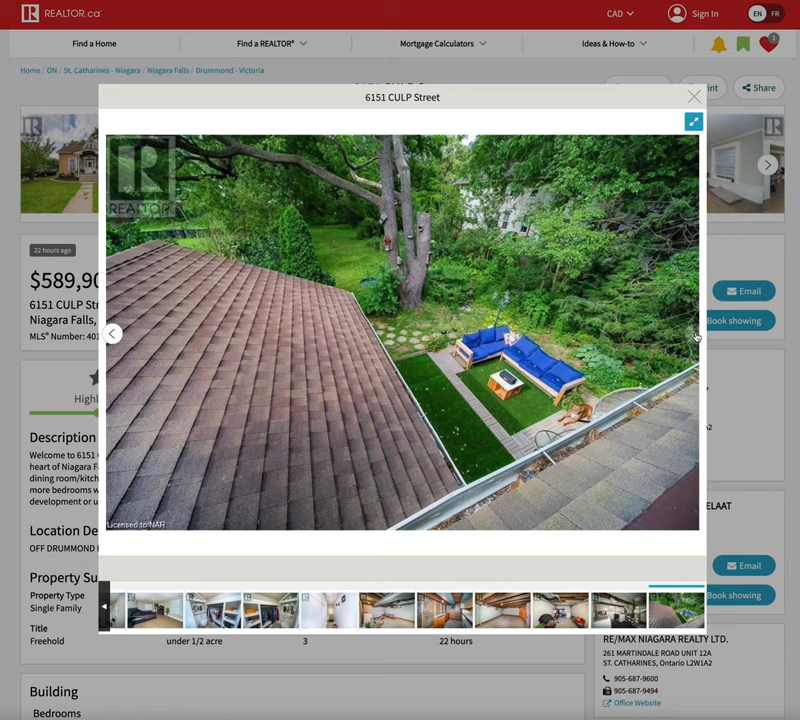 REALTOR.ca
CAD
Sign In
EN
FR
Find a Home
Find a REALTOR®
Mortgage Calculators
Ideas & How-to
1
Home / ON / St. Catharines - Niagara / Niagara Falls / Drummond - Victoria
Share
6151 CULP Street
R
REALTOR
Licensed to NAR
22 hours ago
$589,90
6151 CULP Str
Niagara Falls,
MLS® Number: 401
Email
Book showing
Highl
Description
Welcome to 6151
heart of Niagara F
dining room/kitch
more bedrooms w
development or u
Location De
OFF DRUMMOND
Property Su
Property Type
Single Family
Title
Freehold
under 1/2 acre
3
22 hours
ELAAT
Email
Book showing
RE/MAX NIAGARA REALTY LTD.
261 MARTINDALE ROAD UNIT 12A
ST. CATHARINES, Ontario L2W1A2
905-687-9600
905-687-9494
Office Website
Building
Bedrooms